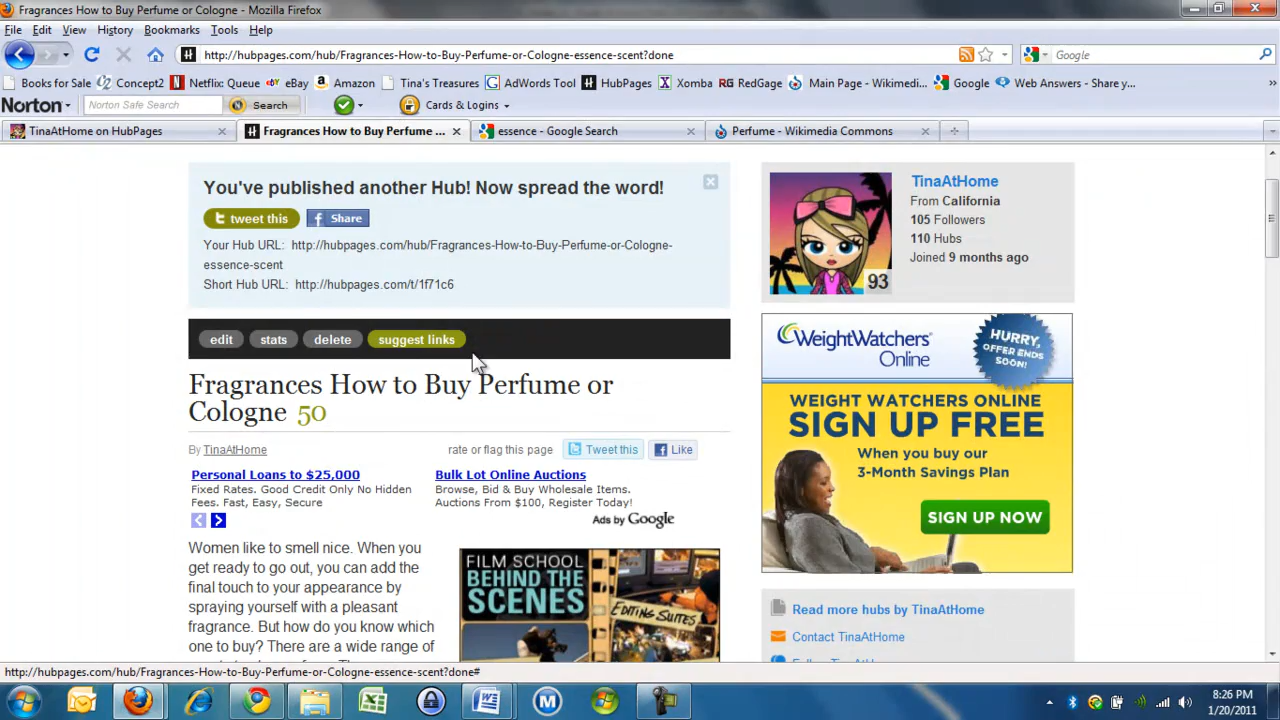 Fragrances How to Buy Perfume or Cologne - Mozilla Firefox
File Edit View History Bookmarks Tools Help
http://hubpages.com/hub/Fragrances-How-to-Buy-Perfume-or-Cologne-essence-scent?done
Google
Books for Sale Concept2 Netflix Queue eBay Amazon Tina's Treasures AdWords Tool HubPages Xomba RedGage Main Page - Wikimedi... Google Web Answers - Share y...
Norton Norton Safe Search Search Cards & Logins
TinaAtHome on HubPages Fragrances How to Buy Perfume ... essence - Google Search Perfume - Wikimedia Commons
You've published another Hub! Now spread the word!
tweet this Share
Your Hub URL: http://hubpages.com/hub/Fragrances-How-to-Buy-Perfume-or-Cologne-
essence-scent
Short Hub URL: http://hubpages.com/t/1f71c6
edit stats delete suggest links
Fragrances How to Buy Perfume or
Cologne 50
By TinaAtHome rate or flag this page Tweet this Like
Personal Loans to $25,000
Fixed Rates. Good Credit Only No Hidden
Fees. Fast, Easy, Secure
Bulk Lot Online Auctions
Browse, Bid & Buy Wholesale Items.
Auctions From $100, Register Today!
Ads by Google
Women like to smell nice. When you
get ready to go out, you can add the
final touch to your appearance by
spraying yourself with a pleasant
fragrance. But how do you know which
one to buy? There are a wide range of
FILM SCHOOL
BEHIND THE
SCENES
EDITING SUITES
TinaAtHome
From California
105 Followers
110 Hubs
Joined 9 months ago
93
WeightWatchers
Online
HURRY,
OFFER ENDS
SOON!
WEIGHT WATCHERS ONLINE
SIGN UP FREE
When you buy our
3-Month Savings Plan
SIGN UP NOW
Read more hubs by TinaAtHome
Contact TinaAtHome
http://hubpages.com/hub/Fragrances-How-to-Buy-Perfume-or-Cologne-essence-scent?done#
8:26 PM
1/20/2011